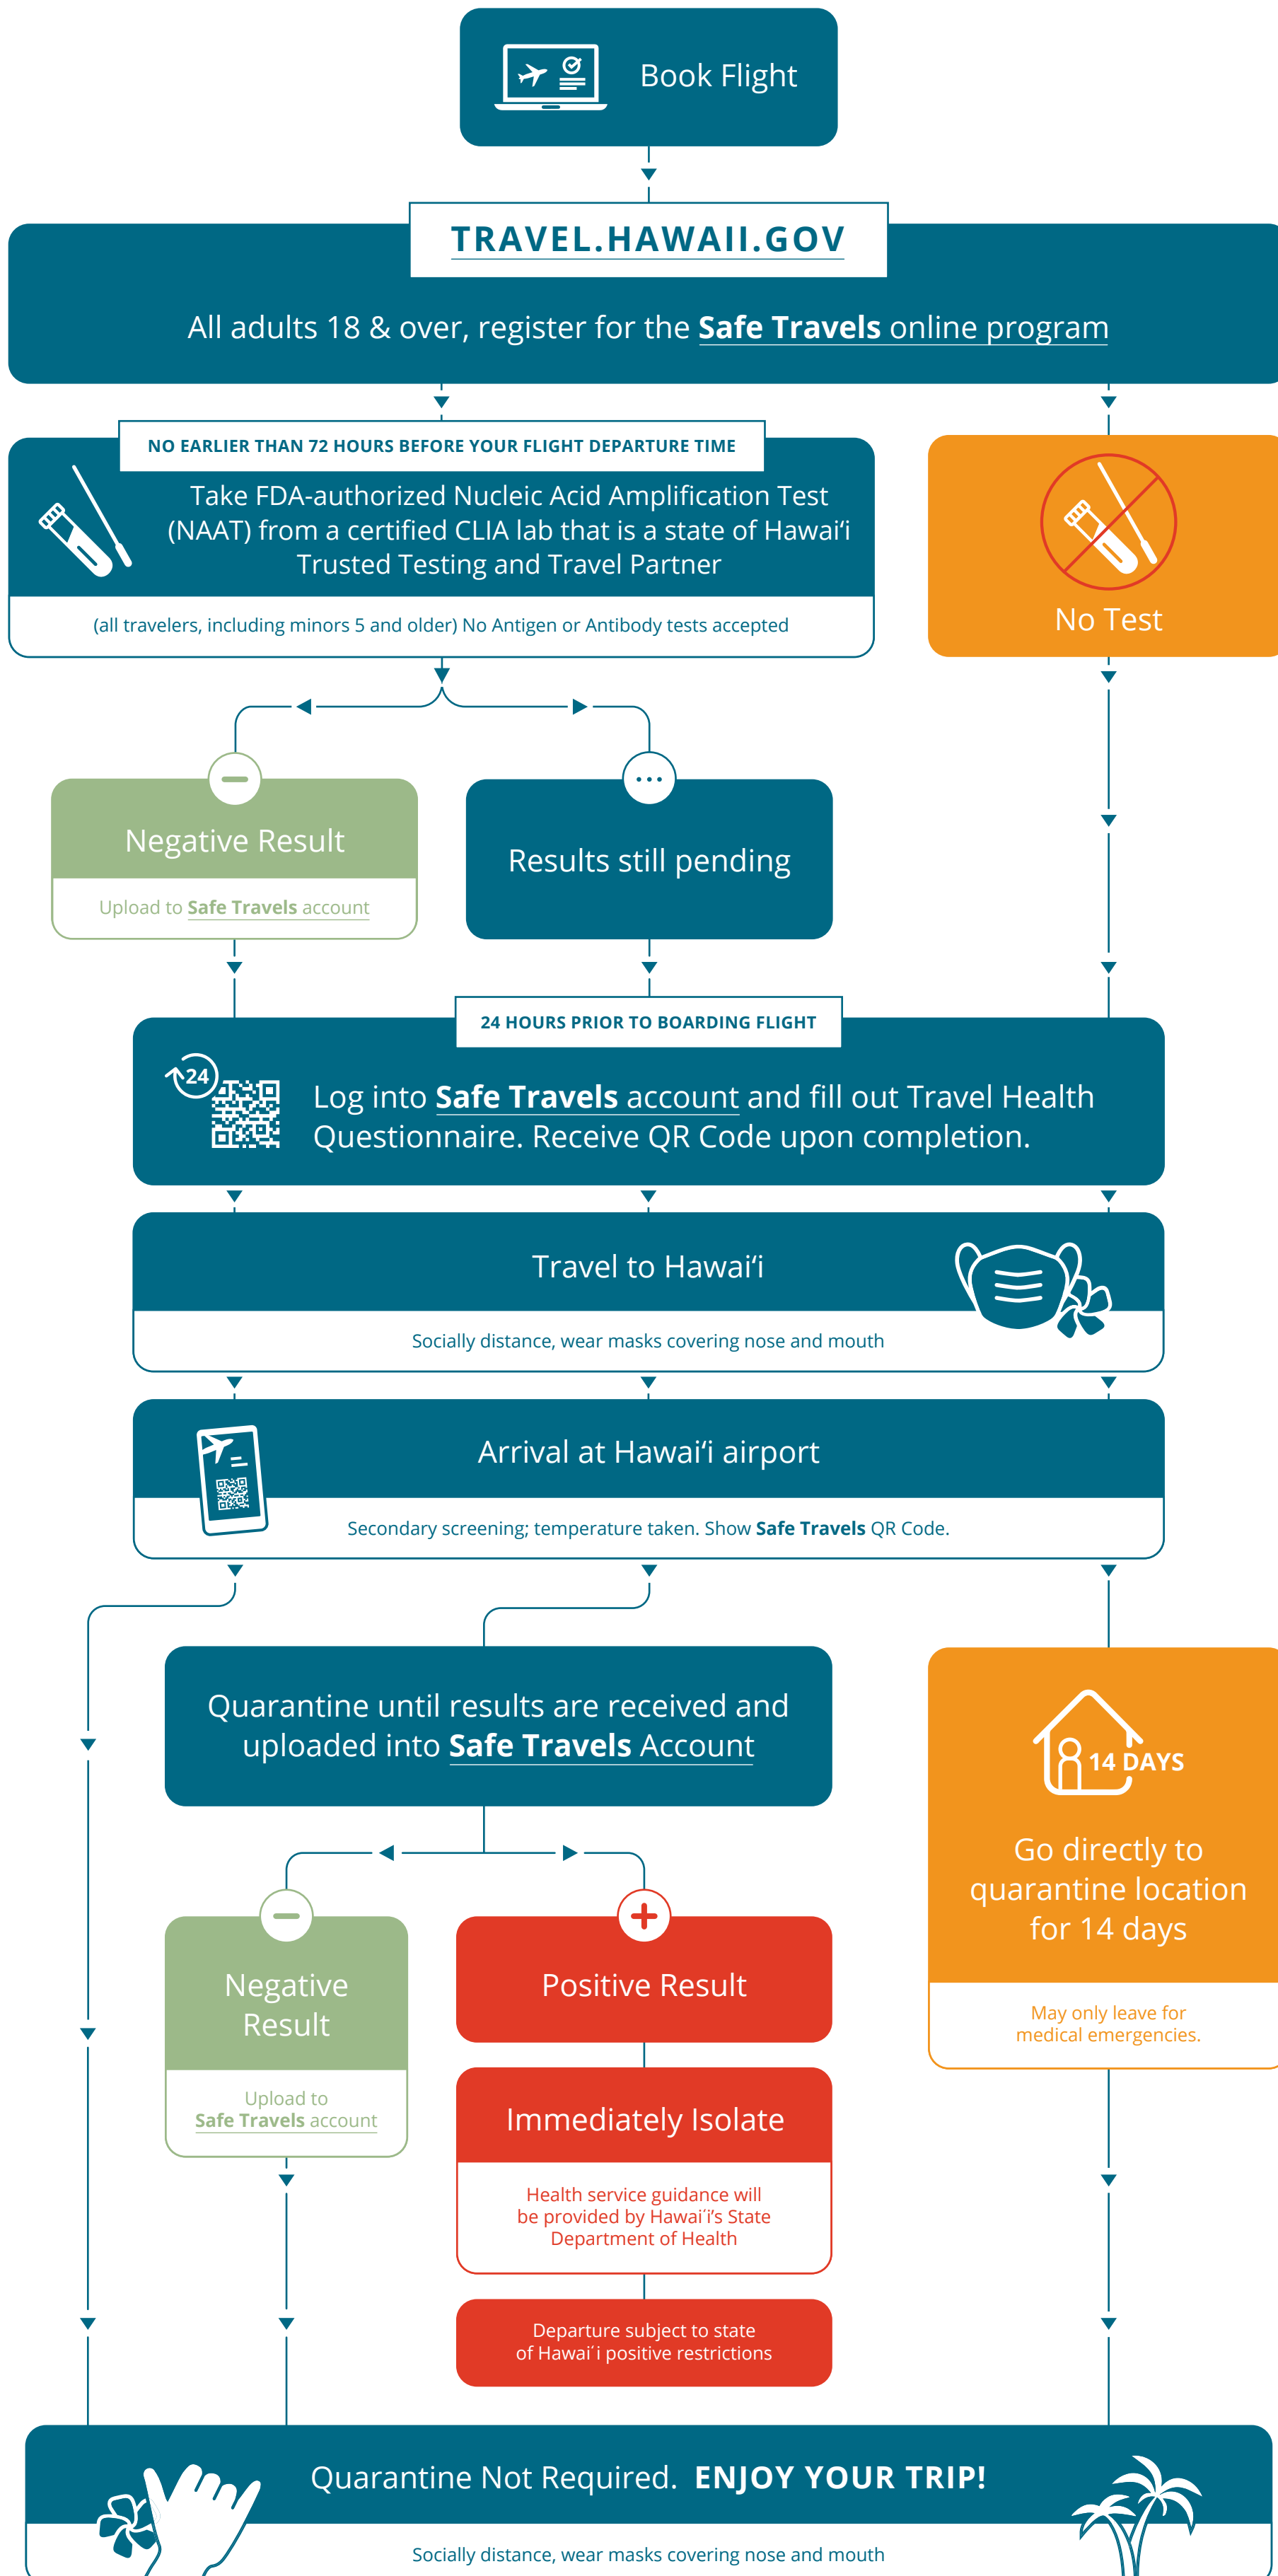 Book Flight
TRAVEL.HAWAII.GOV
All adults 18 & over, register for the Safe Travels online program
NO EARLIER THAN 72 HOURS BEFORE YOUR FLIGHT DEPARTURE TIME
Take FDA-authorized Nucleic Acid Amplification Test
(NAAT) from a certified CLIA lab that is a state of Hawai‘i
Trusted Testing and Travel Partner
(all travelers, including minors 5 and older) No Antigen or Antibody tests accepted
No Test
Negative Result
Upload to Safe Travels account
Results still pending
24 HOURS PRIOR TO BOARDING FLIGHT
24
Log into Safe Travels account and fill out Travel Health
Questionnaire. Receive QR Code upon completion.
Travel to Hawai‘i
Socially distance, wear masks covering nose and mouth
Arrival at Hawai‘i airport
Secondary screening; temperature taken. Show Safe Travels QR Code.
Quarantine until results are received and
uploaded into Safe Travels Account
14 DAYS
Go directly to
quarantine location
for 14 days
May only leave for
medical emergencies.
Negative
Result
Upload to
Safe Travels account
Positive Result
Immediately Isolate
Health service guidance will
be provided by Hawai´i’s State
Department of Health
Departure subject to state
of Hawai´i positive restrictions
Quarantine Not Required. ENJOY YOUR TRIP!
Socially distance, wear masks covering nose and mouth